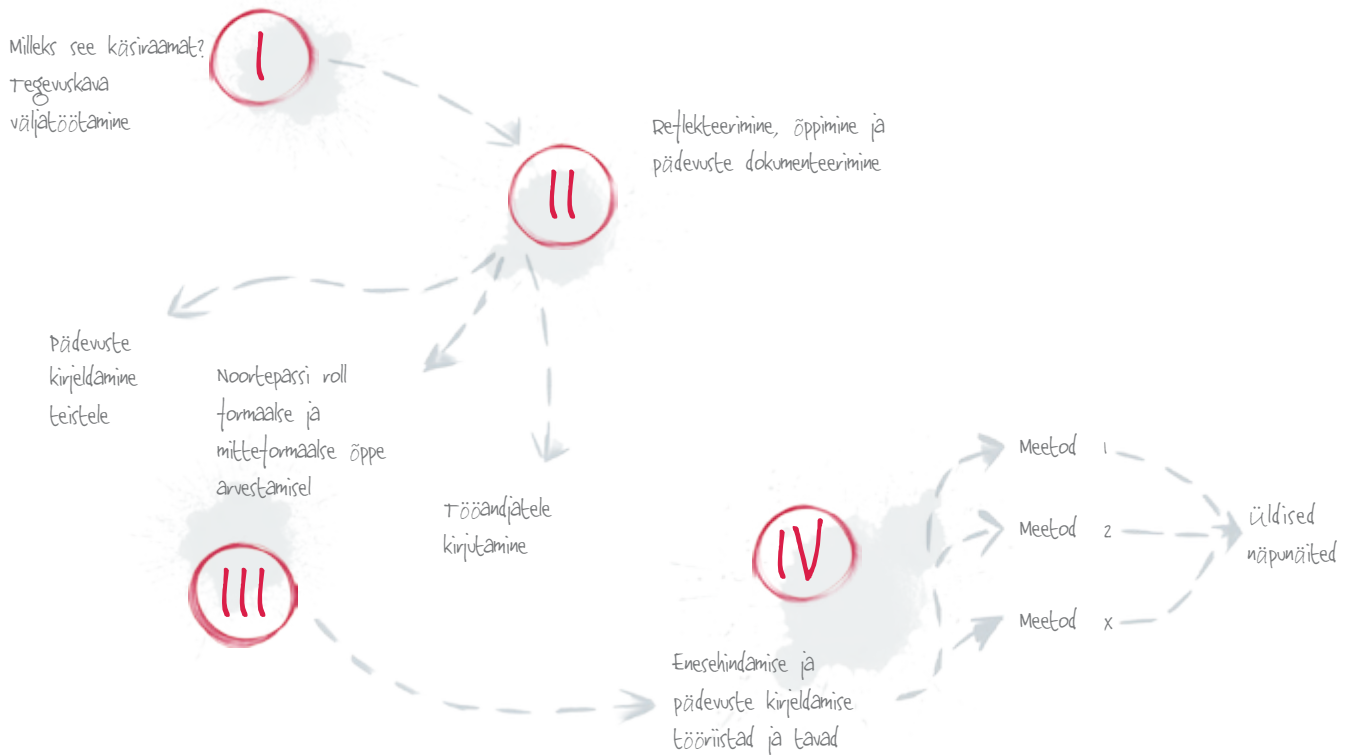 Milleks see käsiraamat?
Tegevuskava
väljatöötamine
I
II
Reflekteerimine, õppimine ja
pädevuste dokumenteerimine
Pädevuste
kirjeldamine
teistele
Noortepassi roll
formaalse ja
mitteformaalse õppe
arvestamisel
Tööandjatele
kirjutamine
III
IV
Enesehindamise ja
pädevuste kirjeldamise
tööriistad ja tavad
Meetod 1
Meetod 2
Meetod x
Üldised
näpunäited